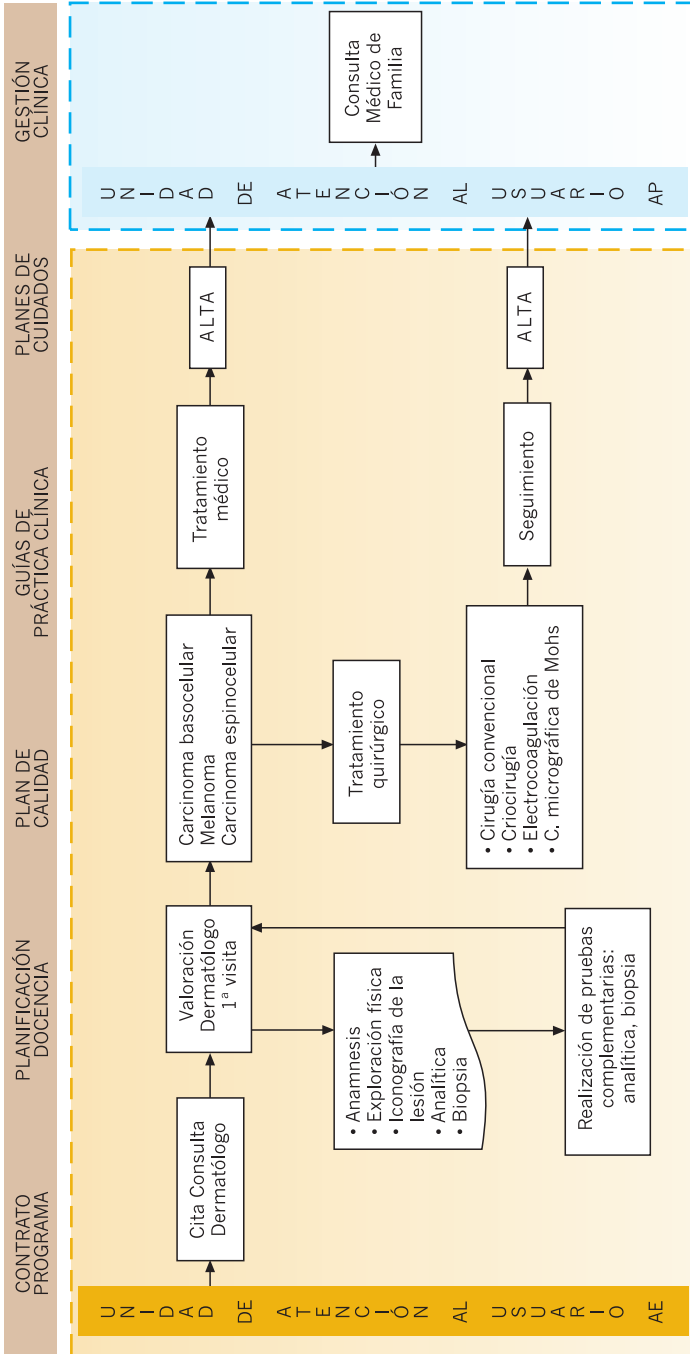 CONTRATO
PROGRAMA
PLANIFICACIÓN
DOCENCIA
PLAN DE
CALIDAD
GUÍAS DE
PRÁCTICA CLÍNICA
PLANES DE
CUIDADOS
GESTIÓN
CLÍNICA
UNIDAD DE ATENCIÓN AL USUARIO AE
Cita Consulta
Dermatólogo
Valoración
Dermatólogo
1ª visita
• Anamnesis
• Exploración física
• Iconografía de la
lesión
• Analítica
• Biopsia
Realización de pruebas
complementarias:
analítica, biopsia
Carcinoma basocelular
Melanoma
Carcinoma espinocelular
Tratamiento
quirúrgico
• Cirugía convencional
• Criocirugía
• Electrocoagulación
• C. micrográfica de Mohs
Tratamiento
médico
Seguimiento
ALTA
ALTA
UNIDAD DE ATENCIÓN AL USUARIO AP
Consulta
Médico de
Familia